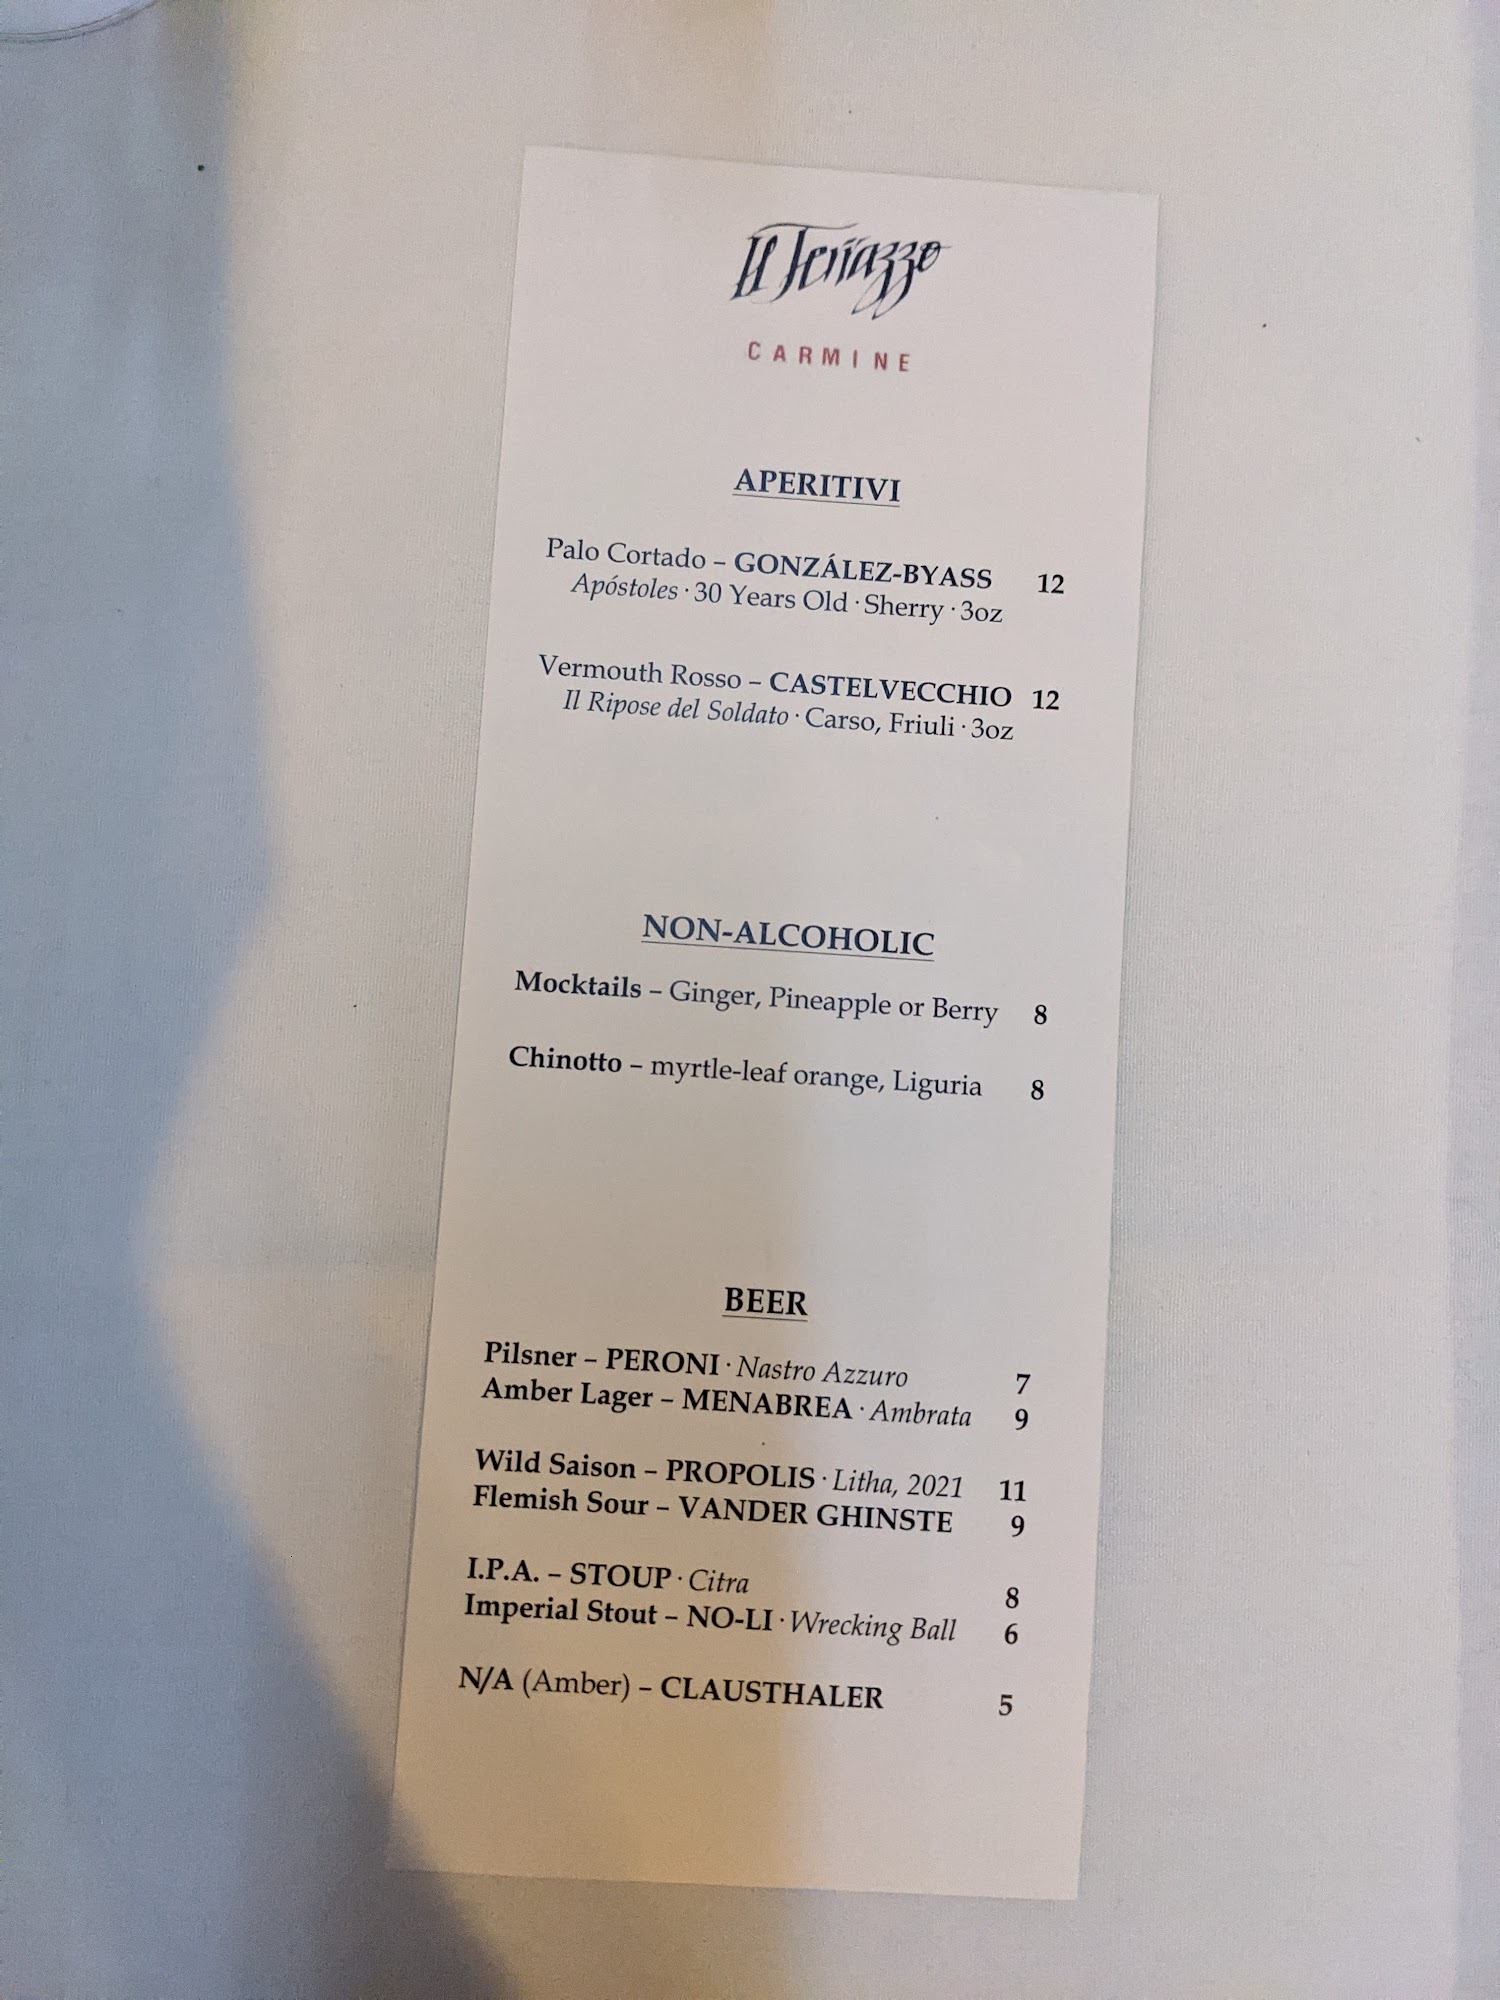 Il Terrazzo
CARMINE
APERITIVI
Palo Cortado – GONZÁLEZ-BYASS 12
Apóstoles · 30 Years Old · Sherry · 3oz
Vermouth Rosso – CASTELVECCHIO 12
Il Ripose del Soldato · Carso, Friuli · 3oz
NON-ALCOHOLIC
Mocktails – Ginger, Pineapple or Berry 8
Chinotto – myrtle-leaf orange, Liguria 8
BEER
Pilsner – PERONI · Nastro Azzuro 7
Amber Lager – MENABREA · Ambrata 9
Wild Saison – PROPOLIS · Litha, 2021 11
Flemish Sour – VANDER GHINSTE 9
I.P.A. – STOUP · Citra 8
Imperial Stout – NO-LI · Wrecking Ball 6
N/A (Amber) – CLAUSTHALER 5